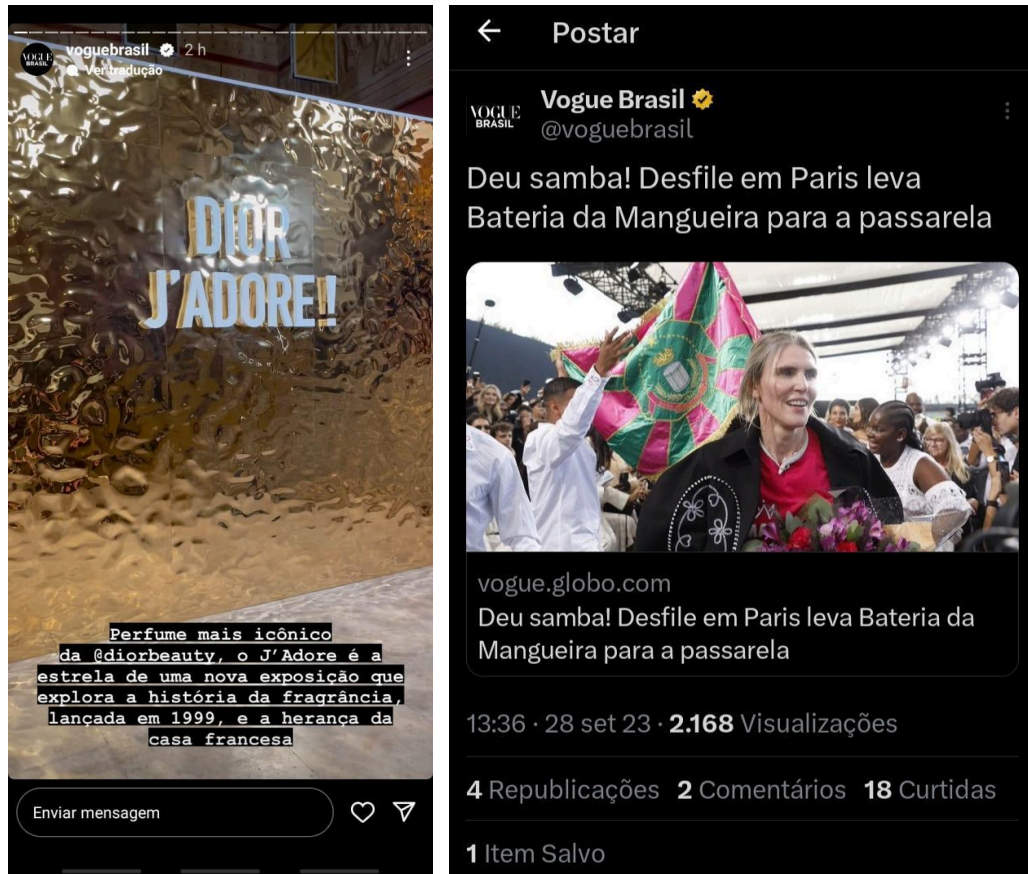 VOGUE
BRASIL
voguebrasil 2 h
Ver tradução
DIOR
J'ADORE!!
Perfume mais icônico
da @diorbeauty, o J'Adore é a
estrela de uma nova exposição que
explora a história da fragrância,
lançada em 1999, e a herança da
casa francesa
Enviar mensagem
Postar
VOGUE
BRASIL
Vogue Brasil
@voguebrasil
Deu samba! Desfile em Paris leva
Bateria da Mangueira para a passarela
vogue.globo.com
Deu samba! Desfile em Paris leva Bateria da
Mangueira para a passarela
13:36 · 28 set 23 · 2.168 Visualizações
4 Republicações 2 Comentários 18 Curtidas
1 Item Salvo